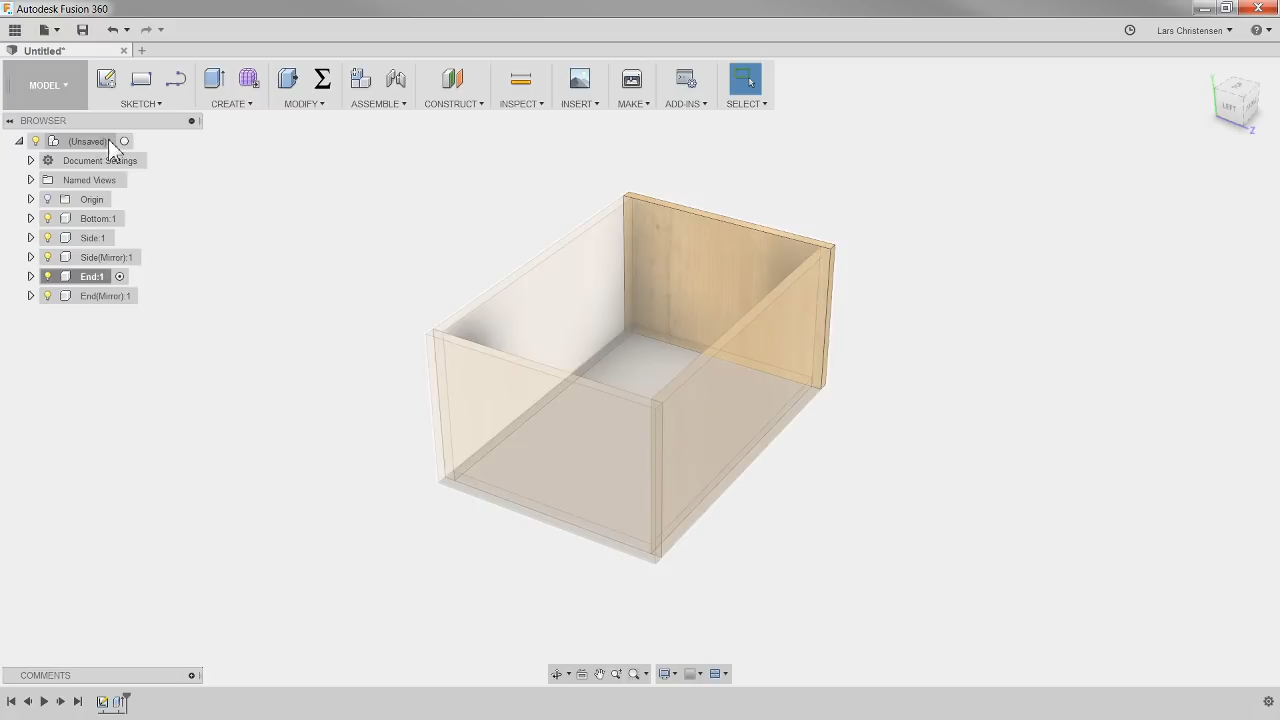 Autodesk Fusion 360
Lars Christensen
Untitled*
MODEL
SKETCH
CREATE
MODIFY
ASSEMBLE
CONSTRUCT
INSPECT
INSERT
MAKE
ADD-INS
SELECT
BROWSER
(Unsaved)
Document Settings
Named Views
Origin
Bottom:1
Side:1
Side(Mirror):1
End:1
End(Mirror):1
LEFT
Z
COMMENTS